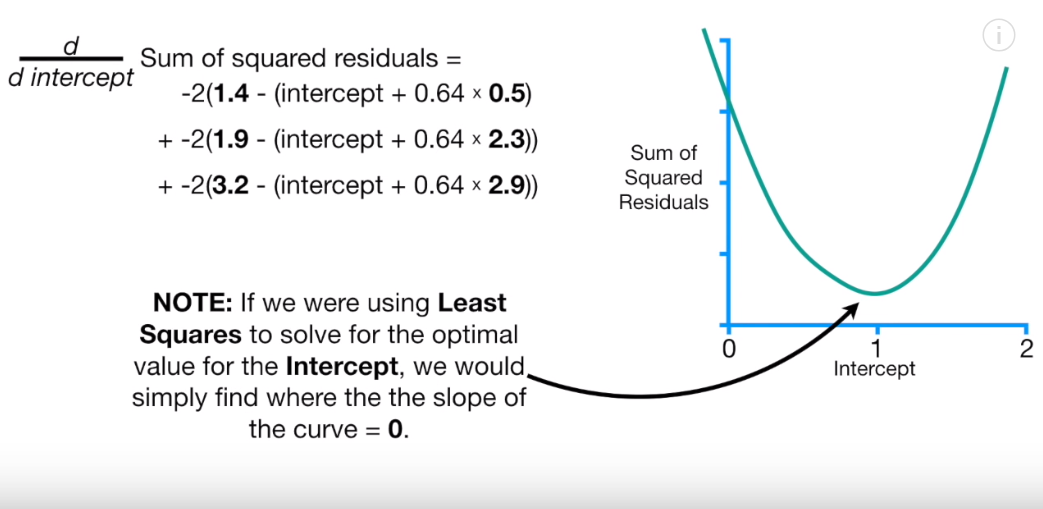 d
d intercept
Sum of squared residuals =
-2(1.4 - (intercept + 0.64 × 0.5)
+ -2(1.9 - (intercept + 0.64 × 2.3))
+ -2(3.2 - (intercept + 0.64 × 2.9))
NOTE: If we were using Least
Squares to solve for the optimal
value for the Intercept, we would
simply find where the the slope of
the curve = 0.
Sum of
Squared
Residuals
0
1
2
Intercept
i